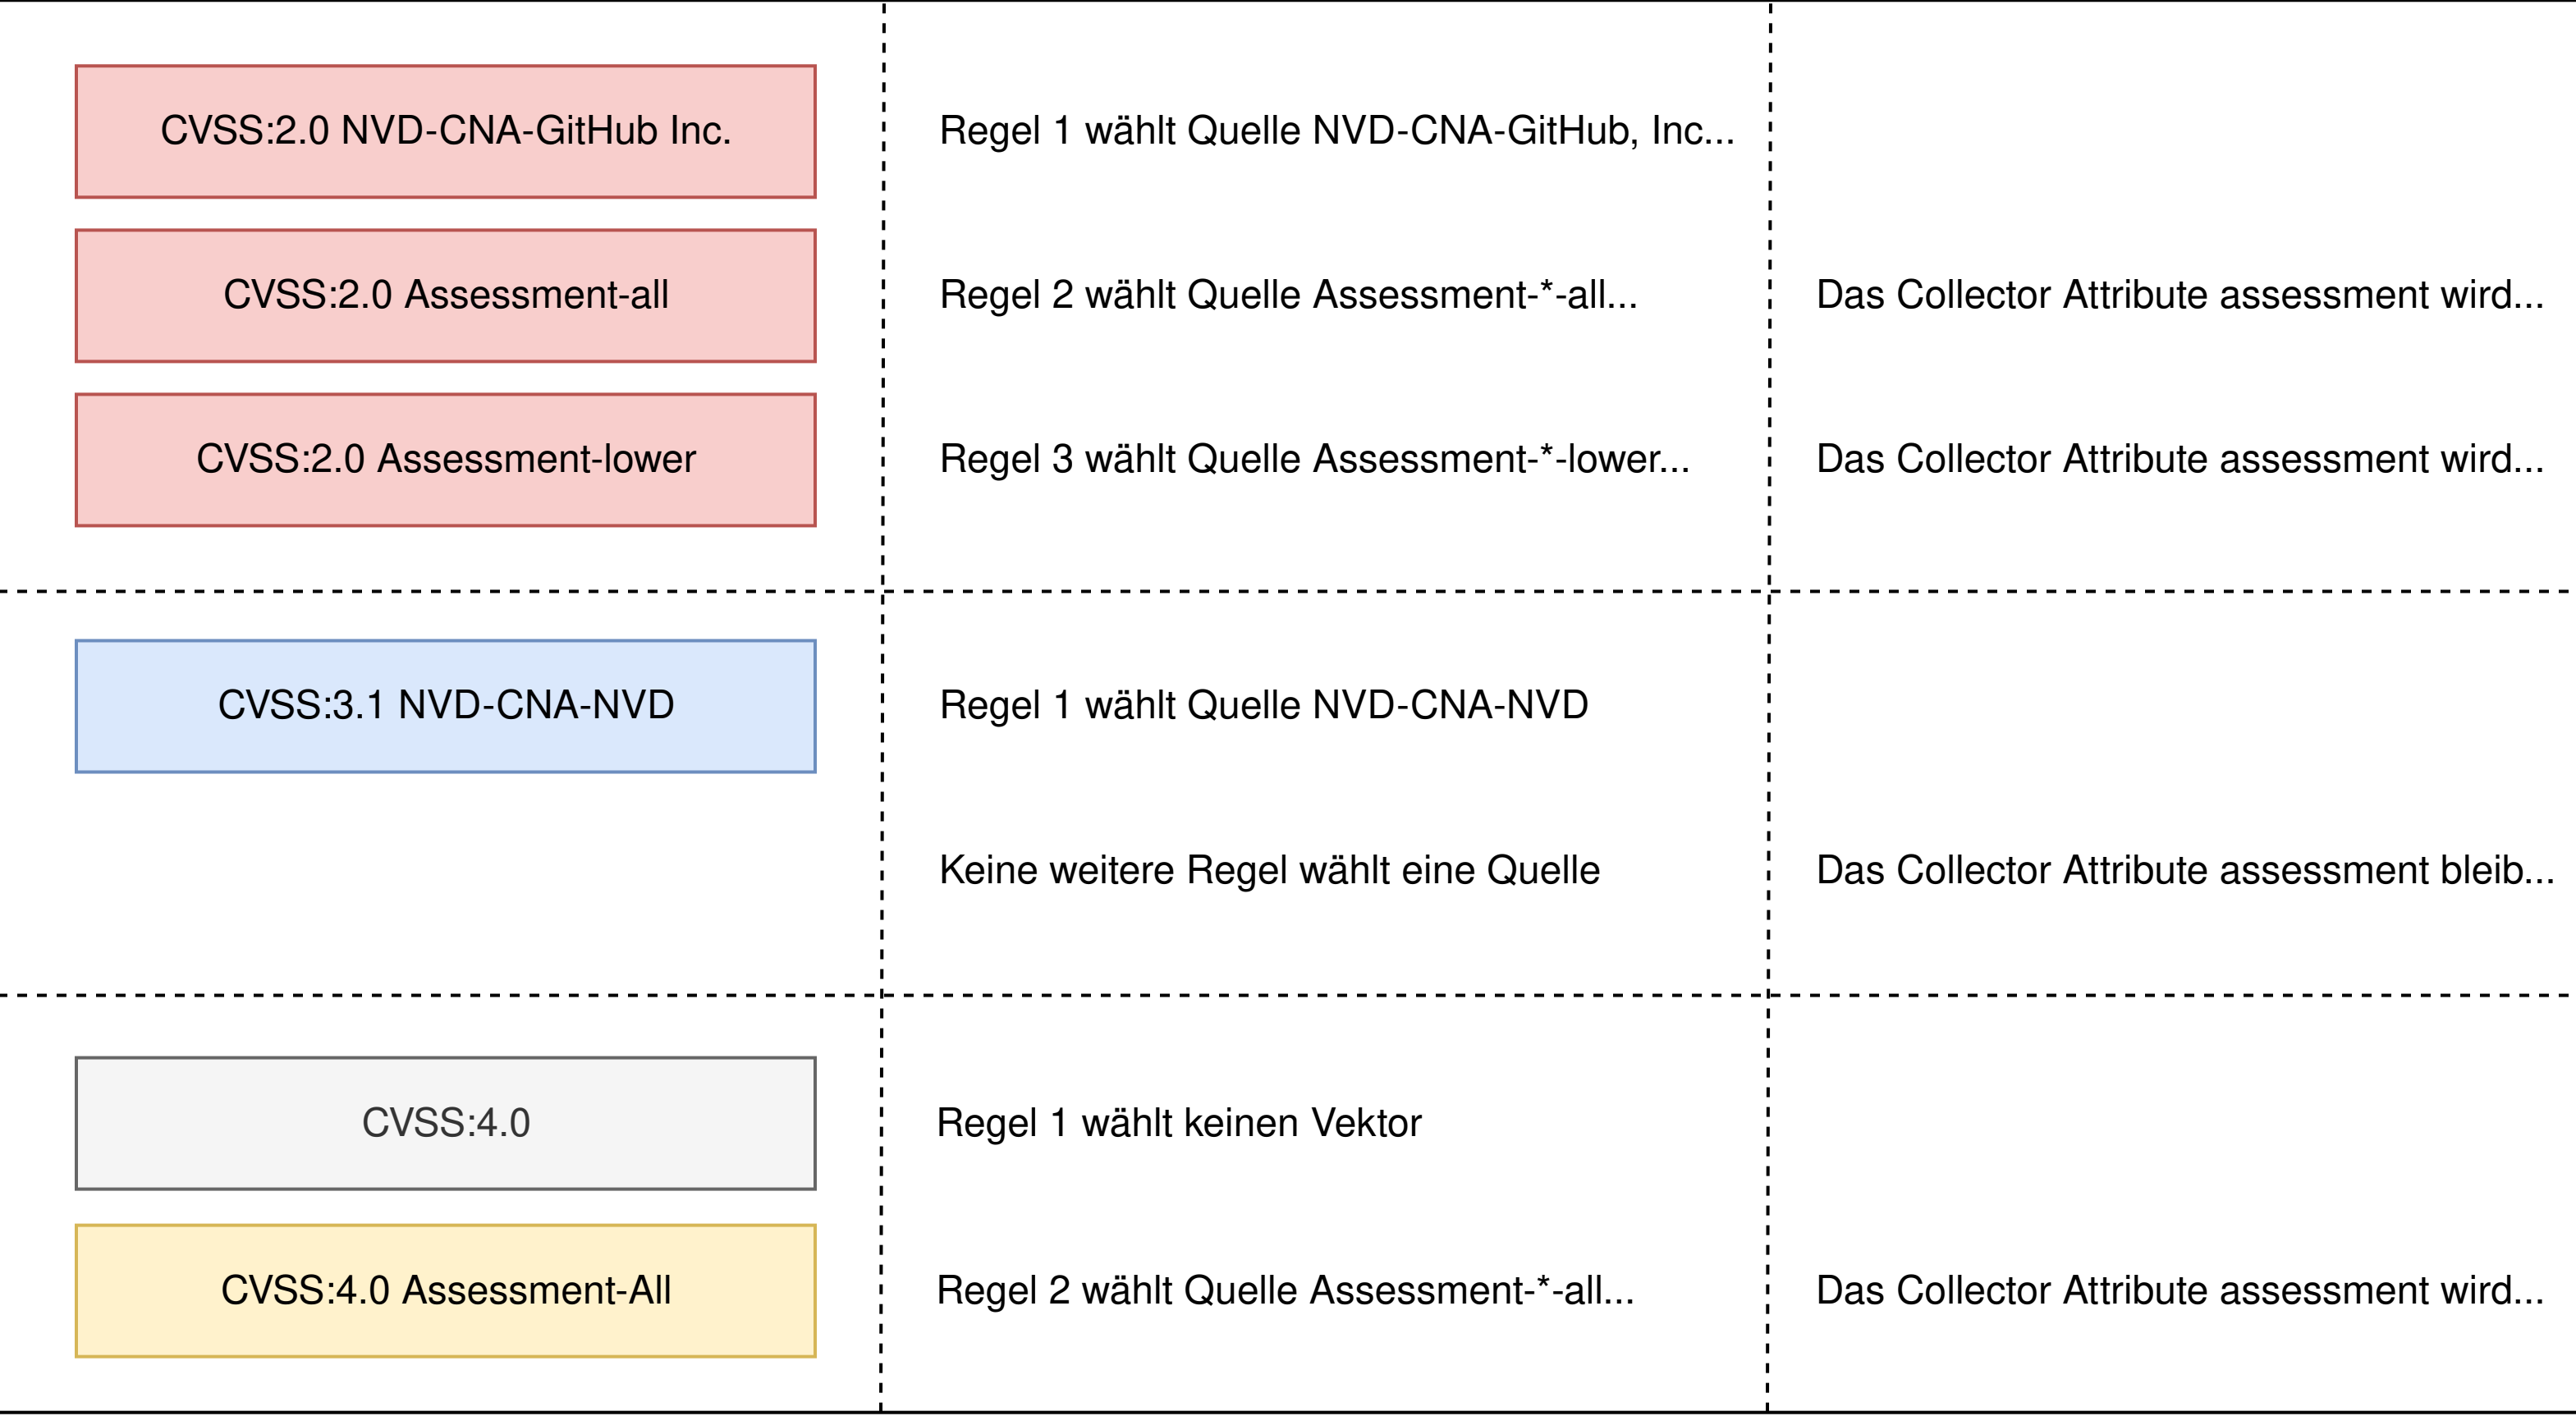 CVSS:2.0 NVD-CNA-GitHub Inc.
Regel 1 wählt Quelle NVD-CNA-GitHub, Inc...
CVSS:2.0 Assessment-all
Regel 2 wählt Quelle Assessment-*-all...
Das Collector Attribute assessment wird...
CVSS:2.0 Assessment-lower
Regel 3 wählt Quelle Assessment-*-lower...
Das Collector Attribute assessment wird...
CVSS:3.1 NVD-CNA-NVD
Regel 1 wählt Quelle NVD-CNA-NVD
Keine weitere Regel wählt eine Quelle
Das Collector Attribute assessment bleib...
CVSS:4.0
Regel 1 wählt keinen Vektor
CVSS:4.0 Assessment-All
Regel 2 wählt Quelle Assessment-*-all...
Das Collector Attribute assessment wird...